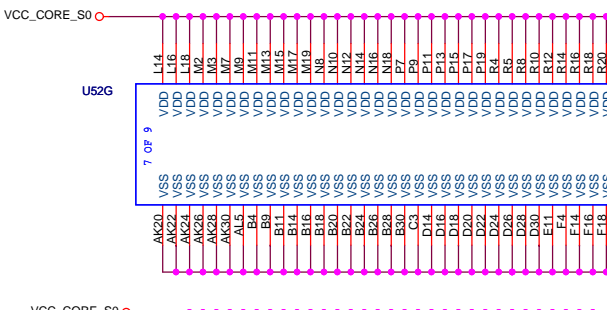 VCC_CORE_S0
L14 L16 L18 M2 M3 M7 M9 M11 M13 M15 M17 M19 N8 N10 N12 N14 N16 N18 P7 P9 P11 P13 P15 P17 P19 R4 R5 R8 R10 R12 R14 R16 R18 R20
U52G
VDD VDD VDD VDD VDD VDD VDD VDD VDD VDD VDD VDD VDD VDD VDD VDD VDD VDD VDD VDD VDD VDD VDD VDD VDD VDD VDD VDD VDD VDD VDD VDD VDD VDD
7 OF 9
VSS VSS VSS VSS VSS VSS VSS VSS VSS VSS VSS VSS VSS VSS VSS VSS VSS VSS VSS VSS VSS VSS VSS VSS VSS VSS VSS VSS VSS VSS VSS VSS VSS VSS
AK20 AK22 AK24 AK26 AK28 AK30 AL5 B4 B9 B11 B14 B16 B18 B20 B22 B24 B26 B28 B30 C3 D14 D16 D18 D20 D22 D24 D26 D28 D30 E11 F4 F14 F16 F18
VCC_CORE_S0